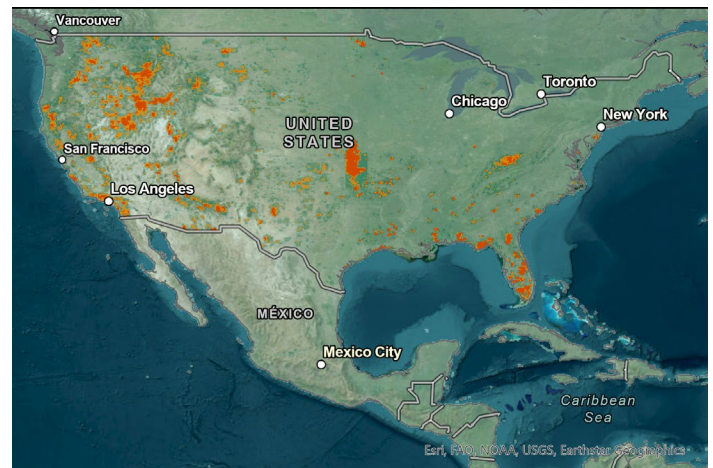 Vancouver
Toronto
Chicago
New York
UNITED
STATES
San Francisco
Los Angeles
MÉXICO
Mexico City
Caribbean
Sea
Esri, FAO, NOAA, USGS, Earthstar Geographics